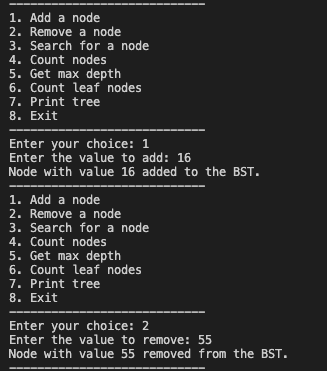 ----------------------------
1. Add a node
2. Remove a node
3. Search for a node
4. Count nodes
5. Get max depth
6. Count leaf nodes
7. Print tree
8. Exit
----------------------------
Enter your choice: 1
Enter the value to add: 16
Node with value 16 added to the BST.
----------------------------
1. Add a node
2. Remove a node
3. Search for a node
4. Count nodes
5. Get max depth
6. Count leaf nodes
7. Print tree
8. Exit
----------------------------
Enter your choice: 2
Enter the value to remove: 55
Node with value 55 removed from the BST.
----------------------------